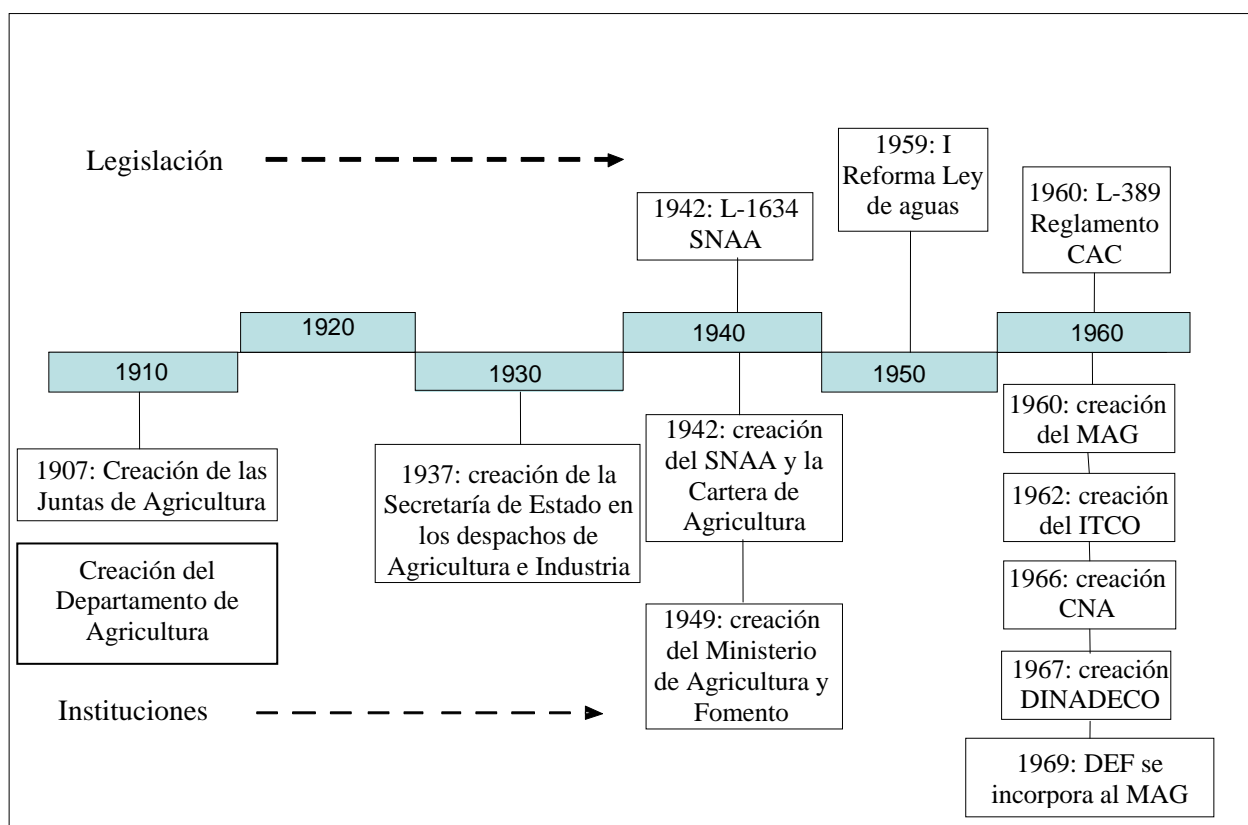 Legislación
1942: L-1634
SNAA
1959: I
Reforma Ley
de aguas
1960: L-389
Reglamento
CAC
1910
1920
1930
1940
1950
1960
1907: Creación de las
Juntas de Agricultura
Creación del
Departamento de
Agricultura
1937: creación de la
Secretaría de Estado en
los despachos de
Agricultura e Industria
1942: creación
del SNAA y la
Cartera de
Agricultura
1949: creación
del Ministerio
de Agricultura y
Fomento
1960: creación
del MAG
1962: creación
del ITCO
1966: creación
CNA
1967: creación
DINADECO
1969: DEF se
incorpora al MAG
Instituciones